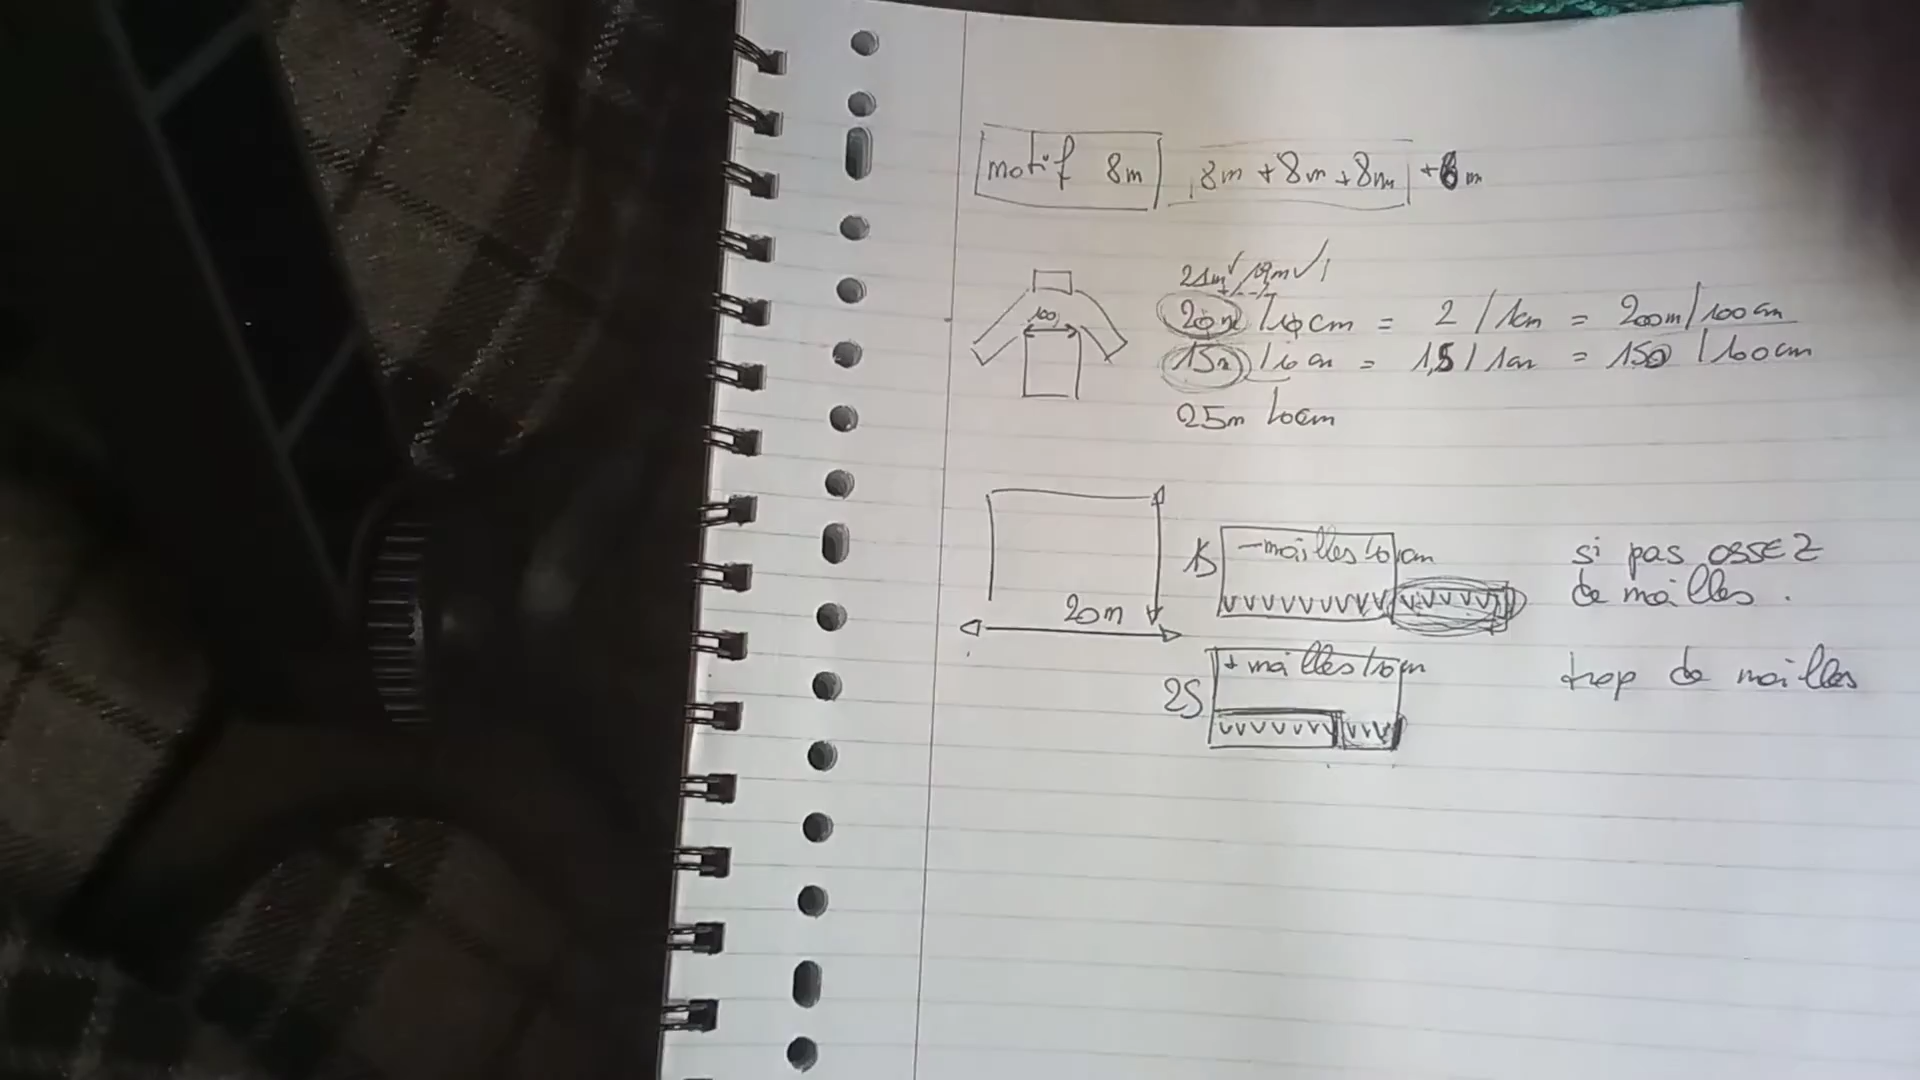 motif 8m 8m + 8m + 8m + 8m
21m / 19m
100
20m / 10cm = 2 / 1cm = 200m / 100cm
15m / 10cm = 1,5 / 1cm = 150 / 100cm
25m 10cm
20m
15 - mailles 10cm si pas assez
de mailles .
25 + mailles 10cm trop de mailles